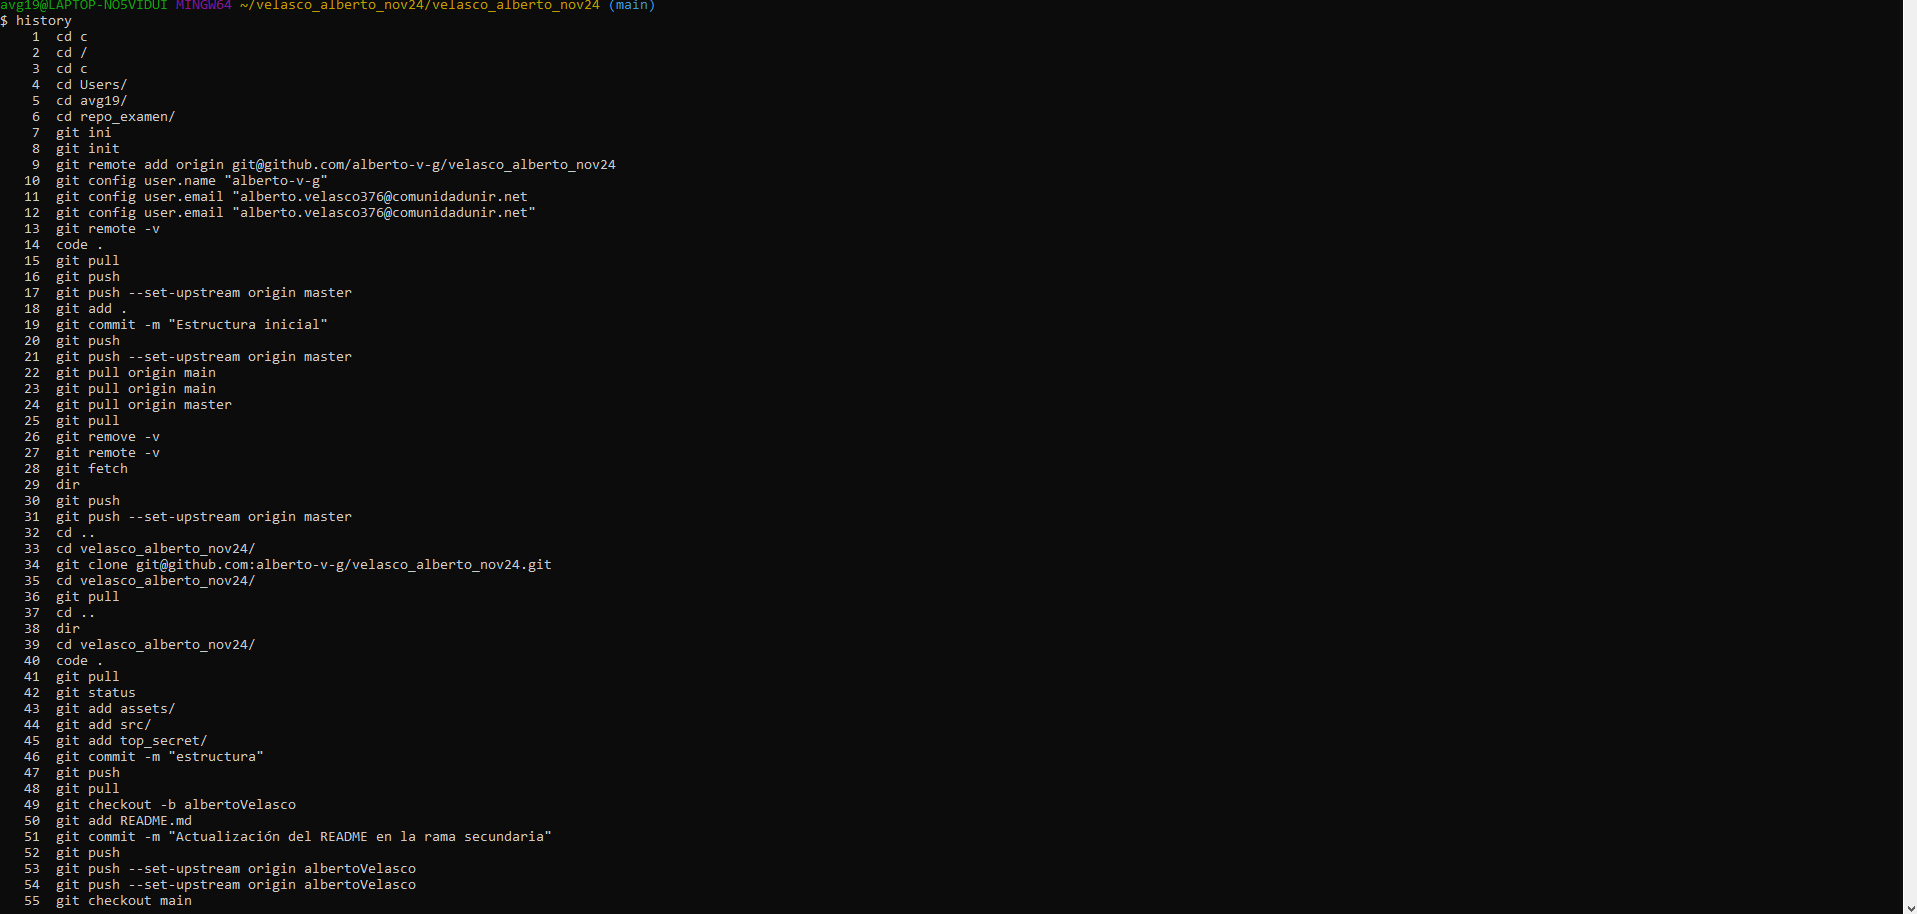 avg19@LAPTOP-NO5VIDUI MINGW64 ~/velasco_alberto_nov24/velasco_alberto_nov24 (main)
$ history
1 cd c
2 cd /
3 cd c
4 cd Users/
5 cd avg19/
6 cd repo_examen/
7 git ini
8 git init
9 git remote add origin git@github.com/alberto-v-g/velasco_alberto_nov24
10 git config user.name "alberto-v-g"
11 git config user.email "alberto.velasco376@comunidadunir.net
12 git config user.email "alberto.velasco376@comunidadunir.net"
13 git remote -v
14 code .
15 git pull
16 git push
17 git push --set-upstream origin master
18 git add .
19 git commit -m "Estructura inicial"
20 git push
21 git push --set-upstream origin master
22 git pull origin main
23 git pull origin main
24 git pull origin master
25 git pull
26 git remove -v
27 git remote -v
28 git fetch
29 dir
30 git push
31 git push --set-upstream origin master
32 cd ..
33 cd velasco_alberto_nov24/
34 git clone git@github.com:alberto-v-g/velasco_alberto_nov24.git
35 cd velasco_alberto_nov24/
36 git pull
37 cd ..
38 dir
39 cd velasco_alberto_nov24/
40 code .
41 git pull
42 git status
43 git add assets/
44 git add src/
45 git add top_secret/
46 git commit -m "estructura"
47 git push
48 git pull
49 git checkout -b albertoVelasco
50 git add README.md
51 git commit -m "Actualización del README en la rama secundaria"
52 git push
53 git push --set-upstream origin albertoVelasco
54 git push --set-upstream origin albertoVelasco
55 git checkout main